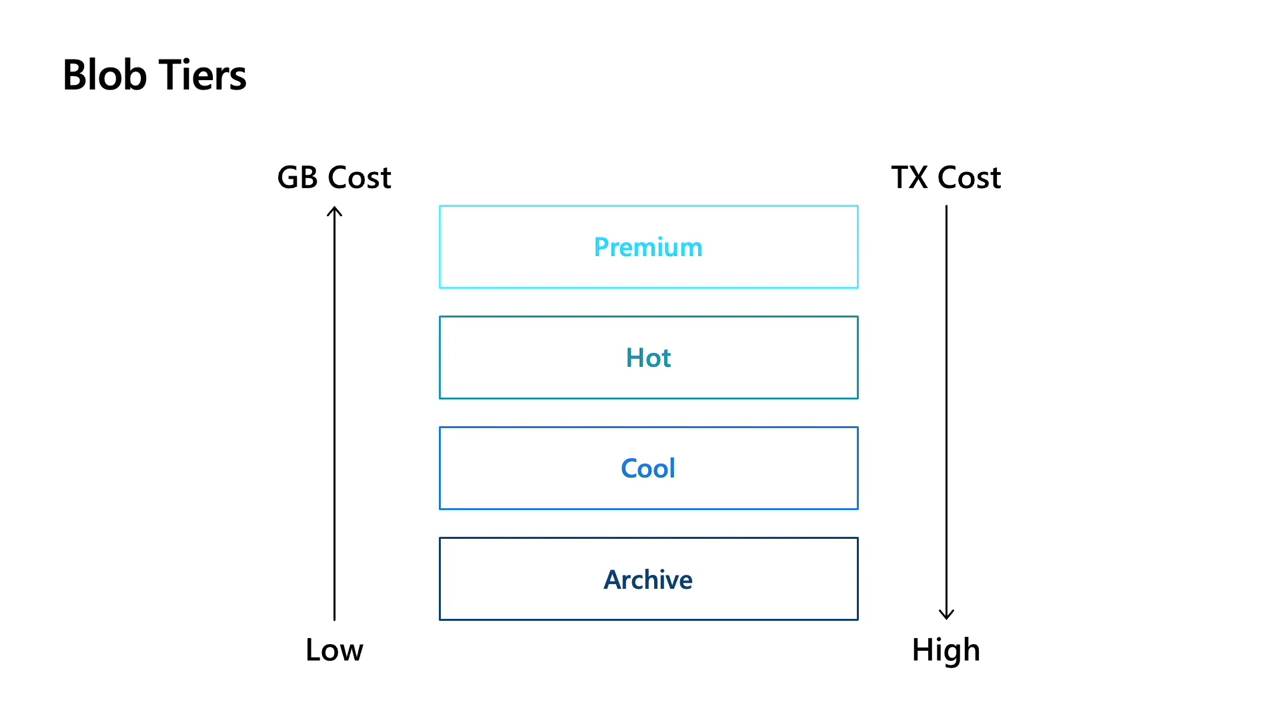 Blob Tiers
GB Cost
TX Cost
Premium
Hot
Cool
Archive
Low
High